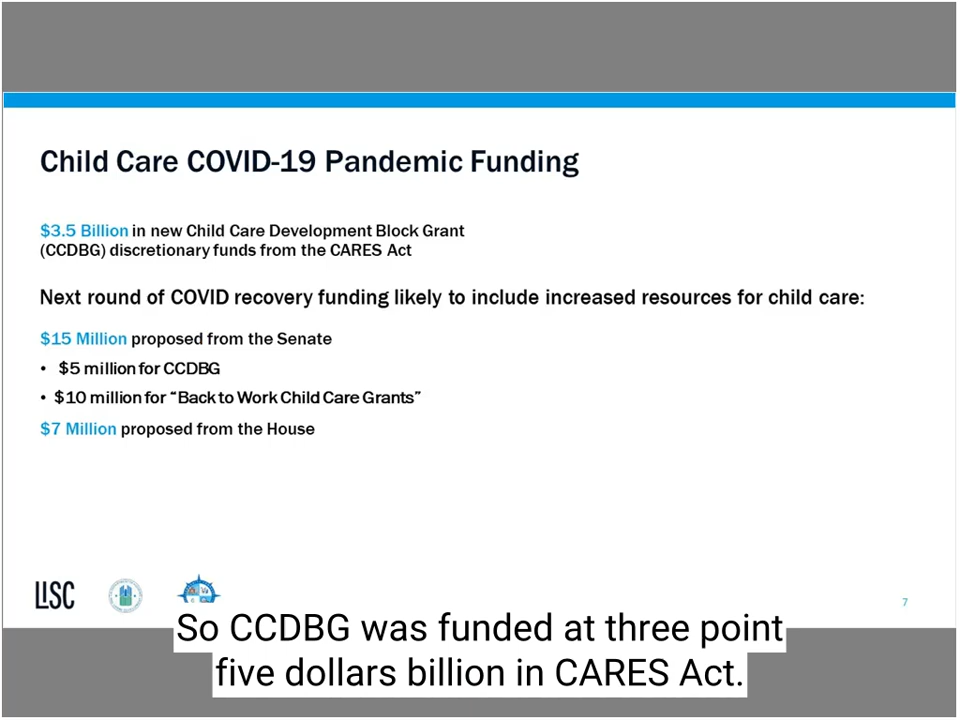 Child Care COVID-19 Pandemic Funding
$3.5 Billion in new Child Care Development Block Grant
(CCDBG) discretionary funds from the CARES Act
Next round of COVID recovery funding likely to include increased resources for child care:
$15 Million proposed from the Senate
• $5 million for CCDBG
• $10 million for “Back to Work Child Care Grants”
$7 Million proposed from the House
LISC
7
So CCDBG was funded at three point
five dollars billion in CARES Act.